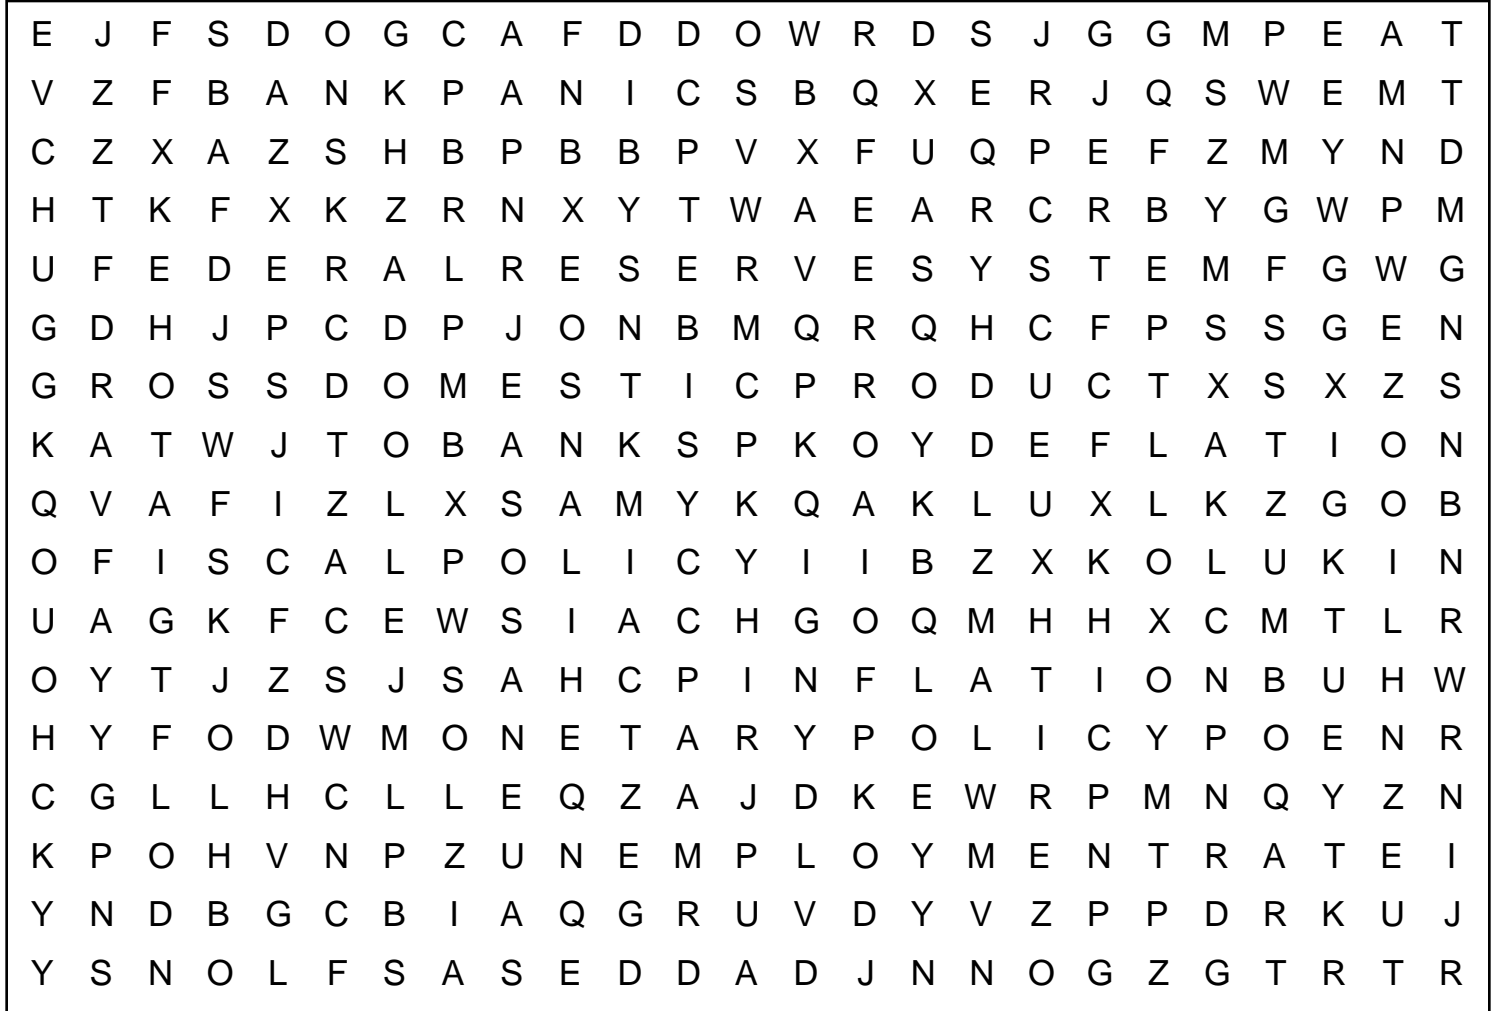 E J F S D O G C A F D D O W R D S J G G M P E A T
V Z F B A N K P A N I C S B Q X E R J Q S W E M T
C Z X A Z S H B P B B P V X F U Q P E F Z M Y N D
H T K F X K Z R N X Y T W A E A R C R B Y G W P M
U F E D E R A L R E S E R V E S Y S T E M F G W G
G D H J P C D P J O N B M Q R Q H C F P S S G E N
G R O S S D O M E S T I C P R O D U C T X S X Z S
K A T W J T O B A N K S P K O Y D E F L A T I O N
Q V A F I Z L X S A M Y K Q A K L U X L K Z G O B
O F I S C A L P O L I C Y I I B Z X K O L U K I N
U A G K F C E W S I A C H G O Q M H H X C M T L R
O Y T J Z S J S A H C P I N F L A T I O N B U H W
H Y F O D W M O N E T A R Y P O L I C Y P O E N R
C G L L H C L L E Q Z A J D K E W R P M N Q Y Z N
K P O H V N P Z U N E M P L O Y M E N T R A T E I
Y N D B G C B I A Q G R U V D Y V Z P P D R K U J
Y S N O L F S A S E D D A D J N N O G Z G T R T R